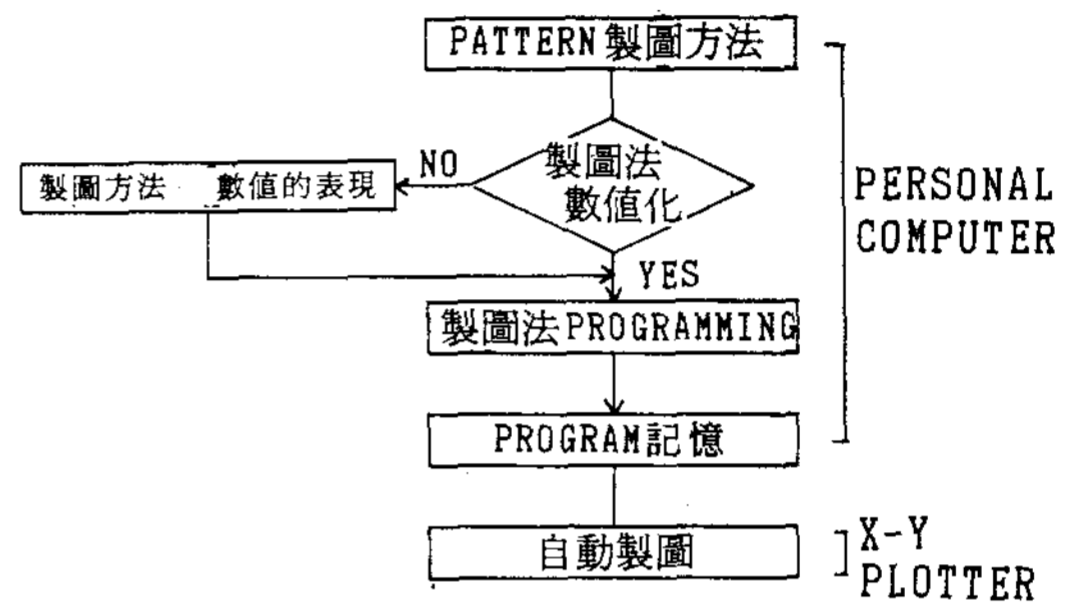 PATTERN製圖方法
製圖法
數値化
NO
製圖方法 數値的表現
YES
製圖法PROGRAMMING
PROGRAM記憶
自動製圖
PERSONAL
COMPUTER
X-Y
PLOTTER